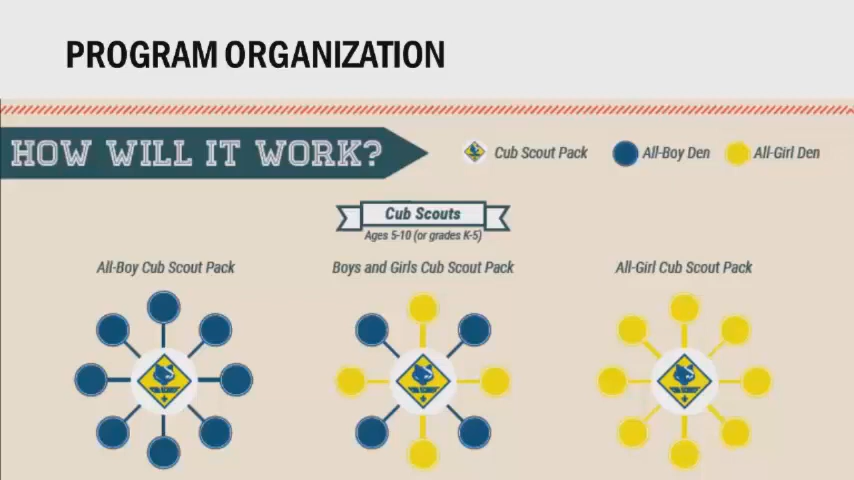 PROGRAM ORGANIZATION
HOW WILL IT WORK?
Cub Scout Pack
All-Boy Den
All-Girl Den
Cub Scouts
Ages 5-10 (or grades K-5)
All-Boy Cub Scout Pack
Boys and Girls Cub Scout Pack
All-Girl Cub Scout Pack